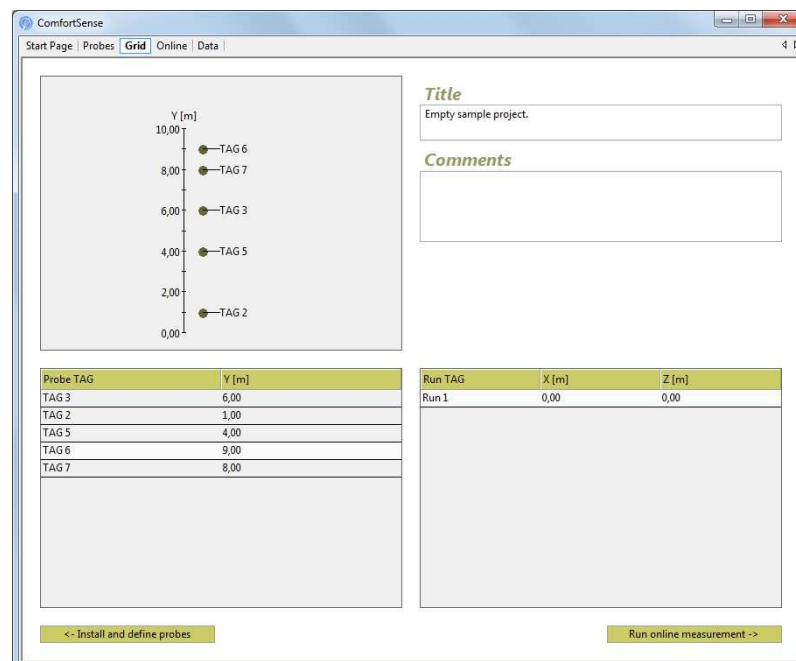 ComfortSense
Start Page Probes Grid Online Data
Y [m]
10,00
TAG 6
8,00
TAG 7
6,00
TAG 3
4,00
TAG 5
2,00
TAG 2
0,00
Title
Empty sample project.
Comments
Probe TAG Y [m]
TAG 3 6,00
TAG 2 1,00
TAG 5 4,00
TAG 6 9,00
TAG 7 8,00
Run TAG X [m] Z [m]
Run 1 0,00 0,00
<- Install and define probes
Run online measurement ->